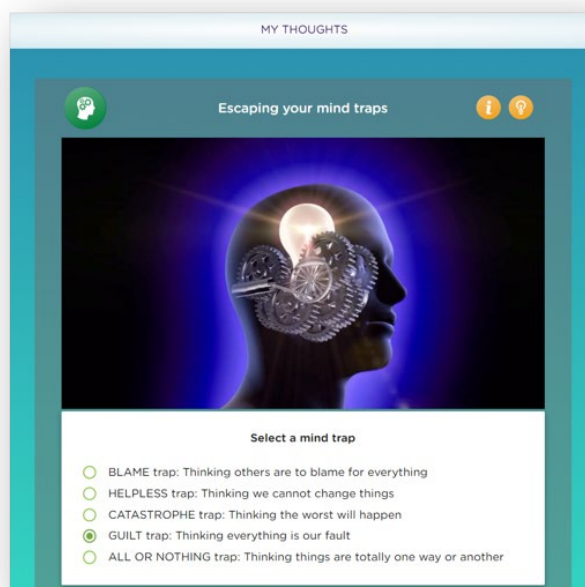 MY THOUGHTS
Escaping your mind traps
i
Select a mind trap
BLAME trap: Thinking others are to blame for everything
HELPLESS trap: Thinking we cannot change things
CATASTROPHE trap: Thinking the worst will happen
GUILT trap: Thinking everything is our fault
ALL OR NOTHING trap: Thinking things are totally one way or another